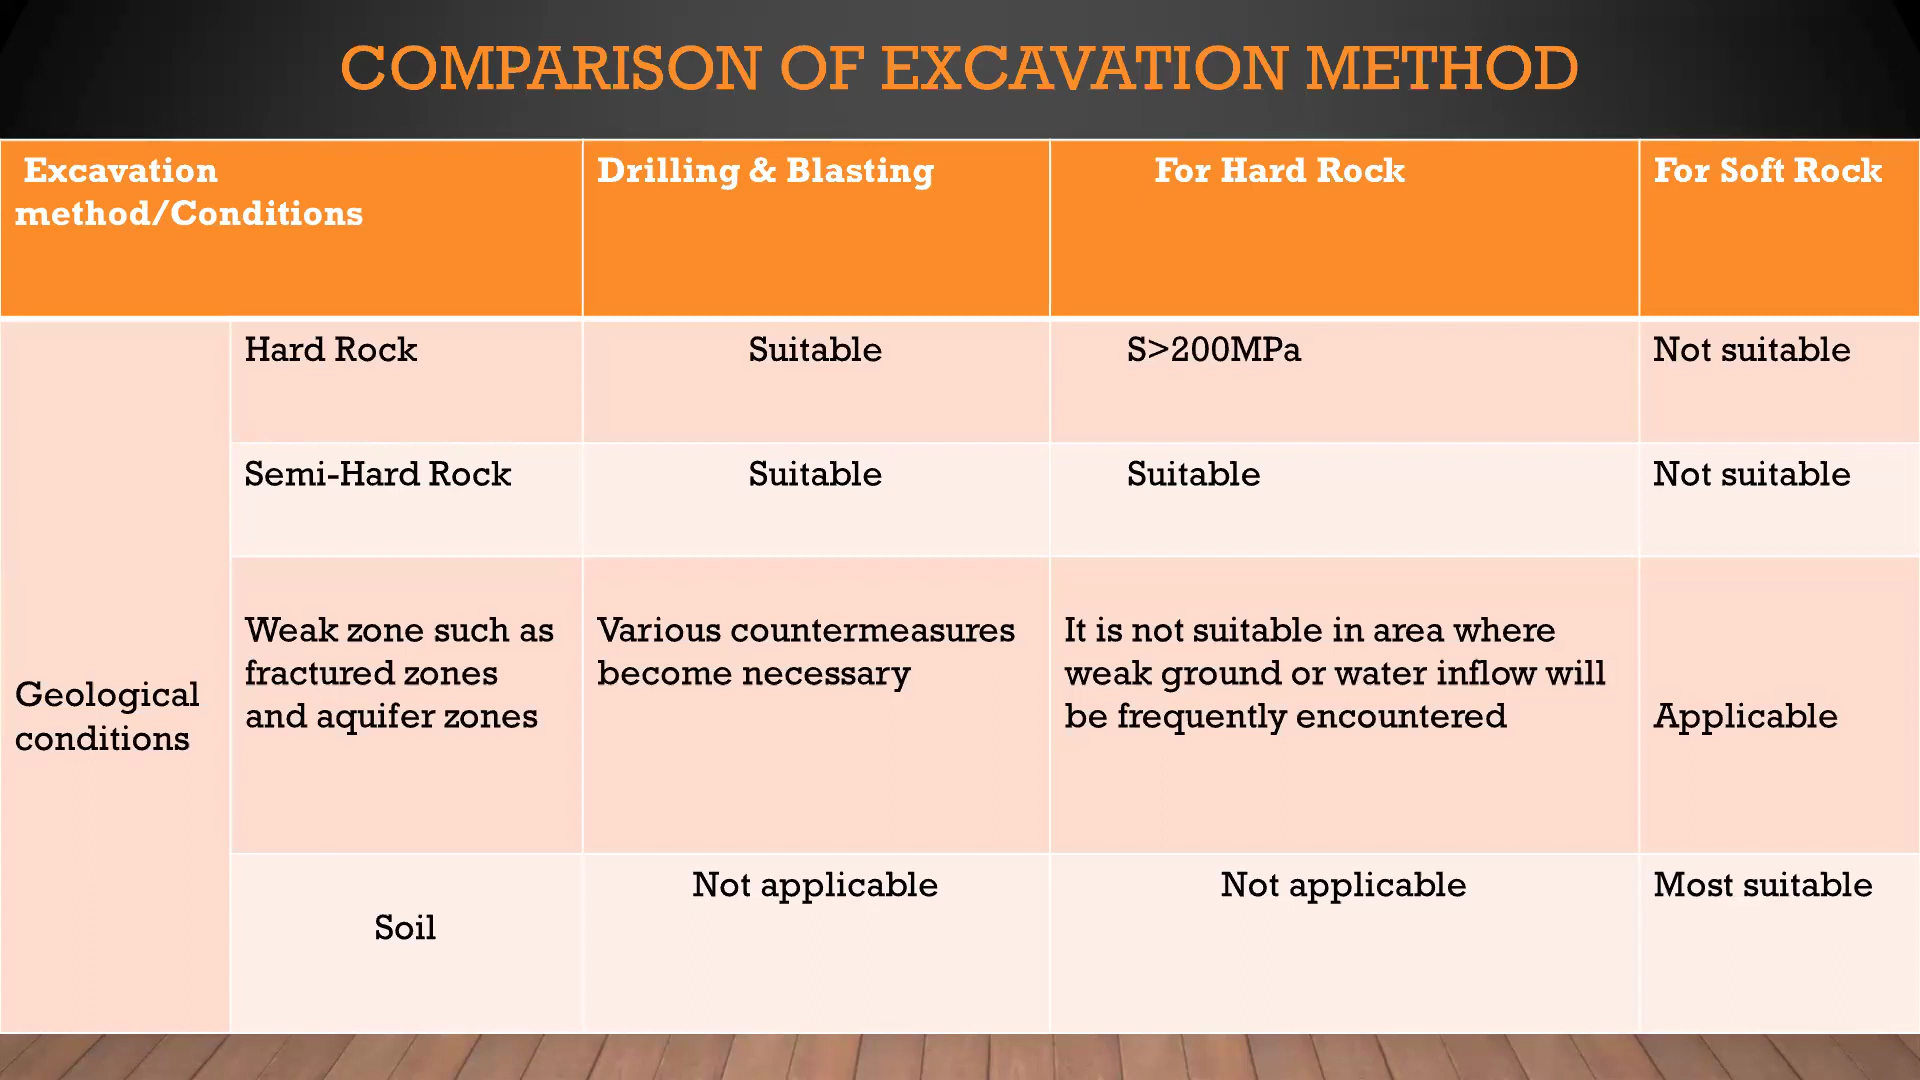 COMPARISON OF EXCAVATION METHOD
Excavation
method/Conditions
Drilling & Blasting
For Hard Rock
For Soft Rock
Geological
conditions
Hard Rock
Suitable
S>200MPa
Not suitable
Semi-Hard Rock
Suitable
Suitable
Not suitable
Weak zone such as
fractured zones
and aquifer zones
Various countermeasures
become necessary
It is not suitable in area where
weak ground or water inflow will
be frequently encountered
Applicable
Soil
Not applicable
Not applicable
Most suitable